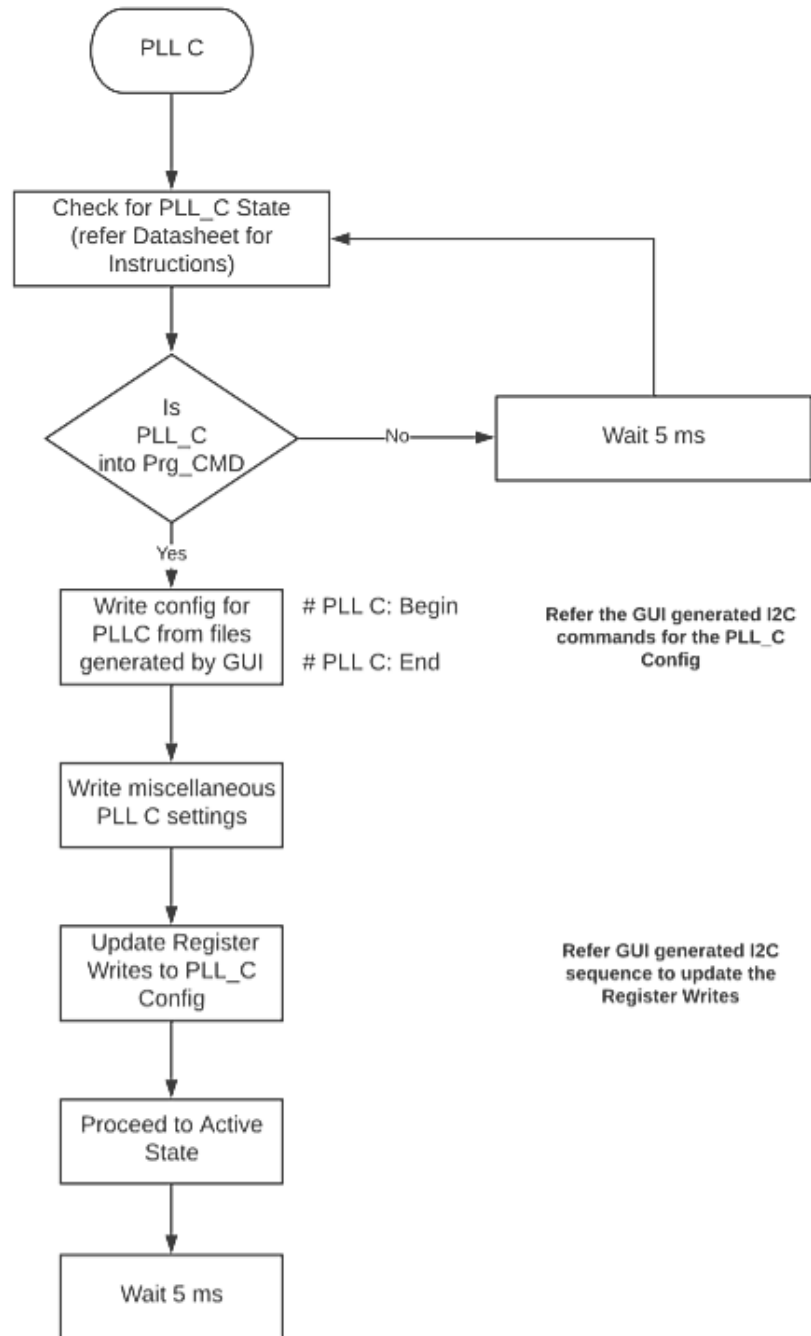 PLL C
Check for PLL_C State
(refer Datasheet for
Instructions)
Is
PLL_C
into Prg_CMD
No
Wait 5 ms
Yes
Write config for
PLLC from files
generated by GUI
# PLL C: Begin
# PLL C: End
Refer the GUI generated I2C
commands for the PLL_C
Config
Write miscellaneous
PLL C settings
Update Register
Writes to PLL_C
Config
Refer GUI generated I2C
sequence to update the
Register Writes
Proceed to Active
State
Wait 5 ms